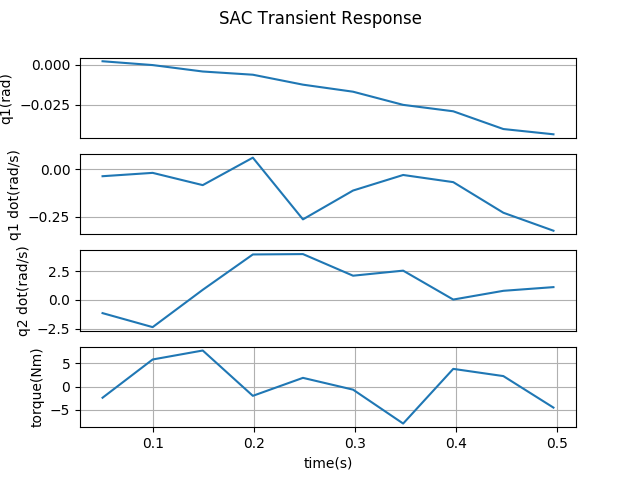 SAC Transient Response
0.000
−0.025
q1(rad)
0.00
−0.25
q1 dot(rad/s)
2.5
0.0
−2.5
q2 dot(rad/s)
5
0
−5
torque(Nm)
0.1 0.2 0.3 0.4 0.5
time(s)